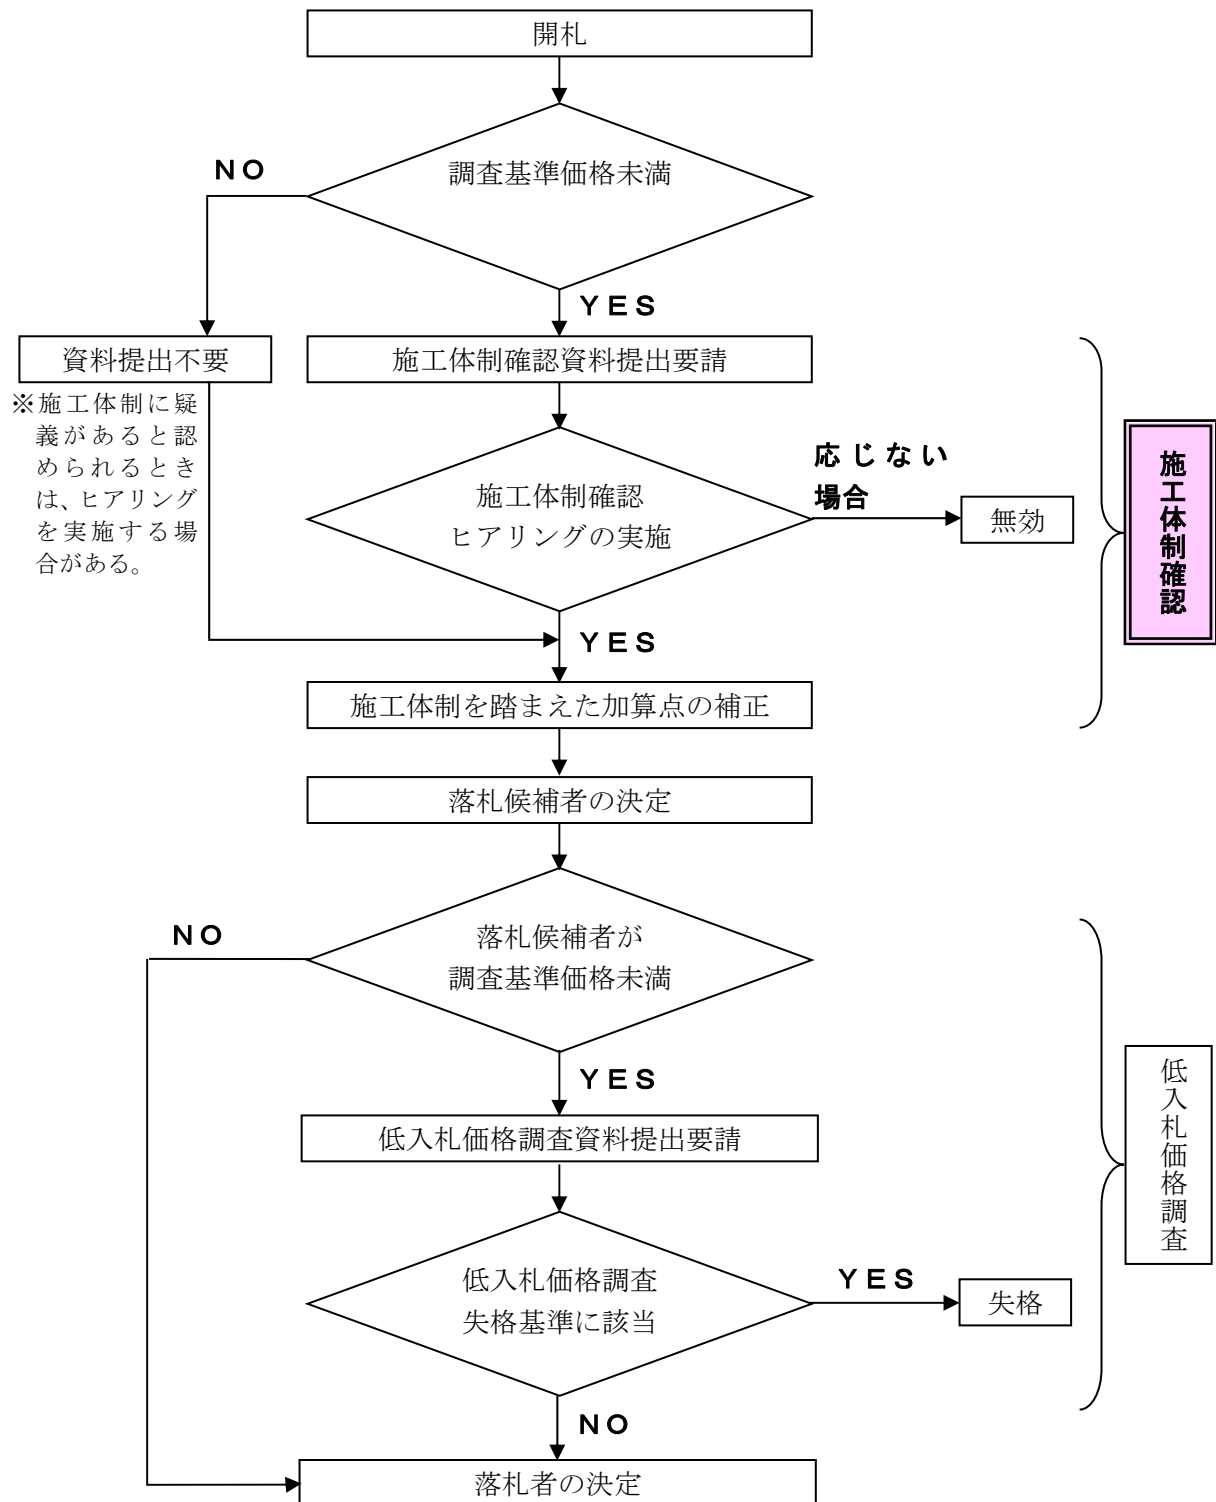 開札
調査基準価格未満
NO
YES
資料提出不要
※施工体制に疑
義があると認
められるとき
は、ヒアリング
を実施する場
合がある。
施工体制確認資料提出要請
施工体制確認
ヒアリングの実施
応じない
場合
無効
YES
施工体制を踏まえた加算点の補正
施工体制確認
落札候補者の決定
落札候補者が
調査基準価格未満
NO
YES
低入札価格調査資料提出要請
低入札価格調査
失格基準に該当
YES
失格
NO
低入札価格調査
落札者の決定